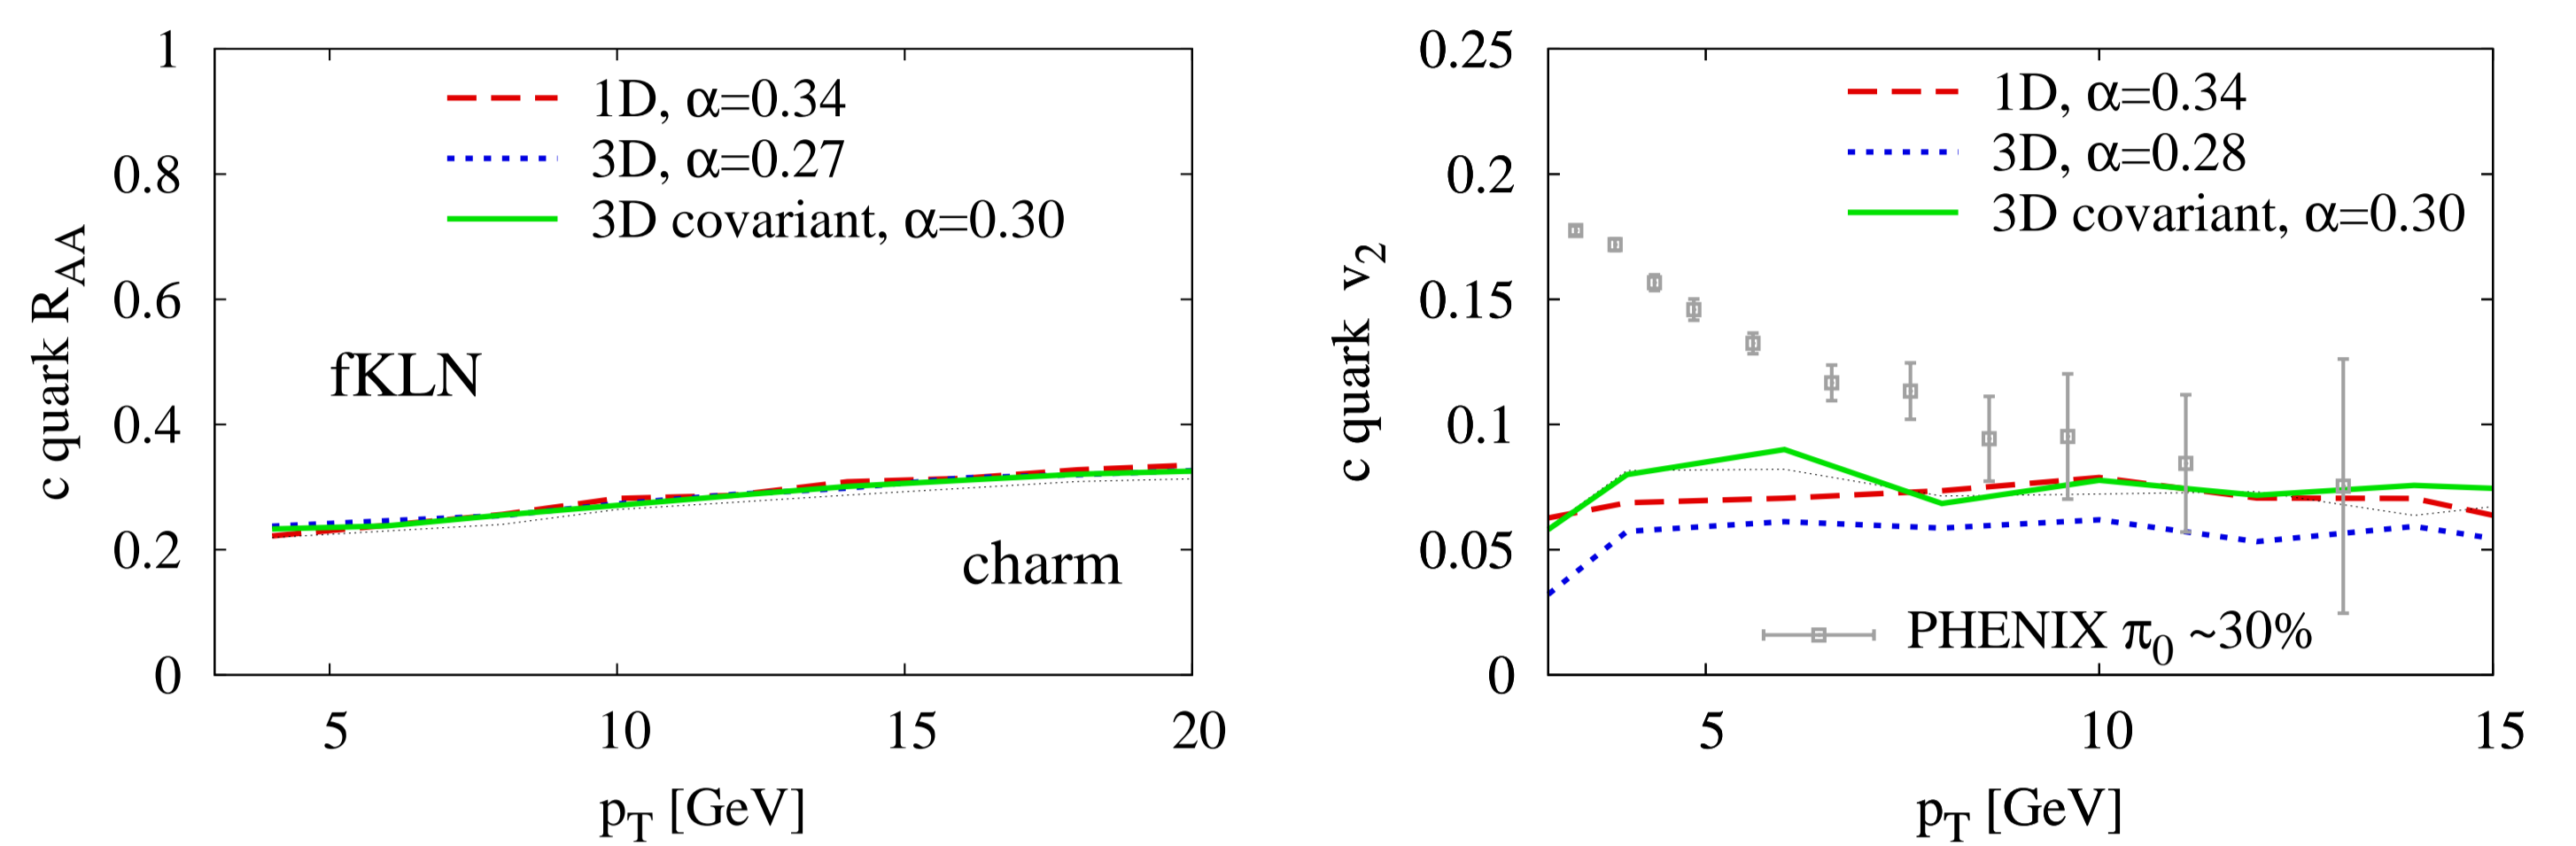 1
0.8
0.6
0.4
0.2
0
c quark R_AA
1D, α=0.34
3D, α=0.27
3D covariant, α=0.30
fKLN
charm
5 10 15 20
p_T [GeV]
0.25
0.2
0.15
0.1
0.05
0
c quark v_2
1D, α=0.34
3D, α=0.28
3D covariant, α=0.30
PHENIX π_0 ~30%
5 10 15
p_T [GeV]